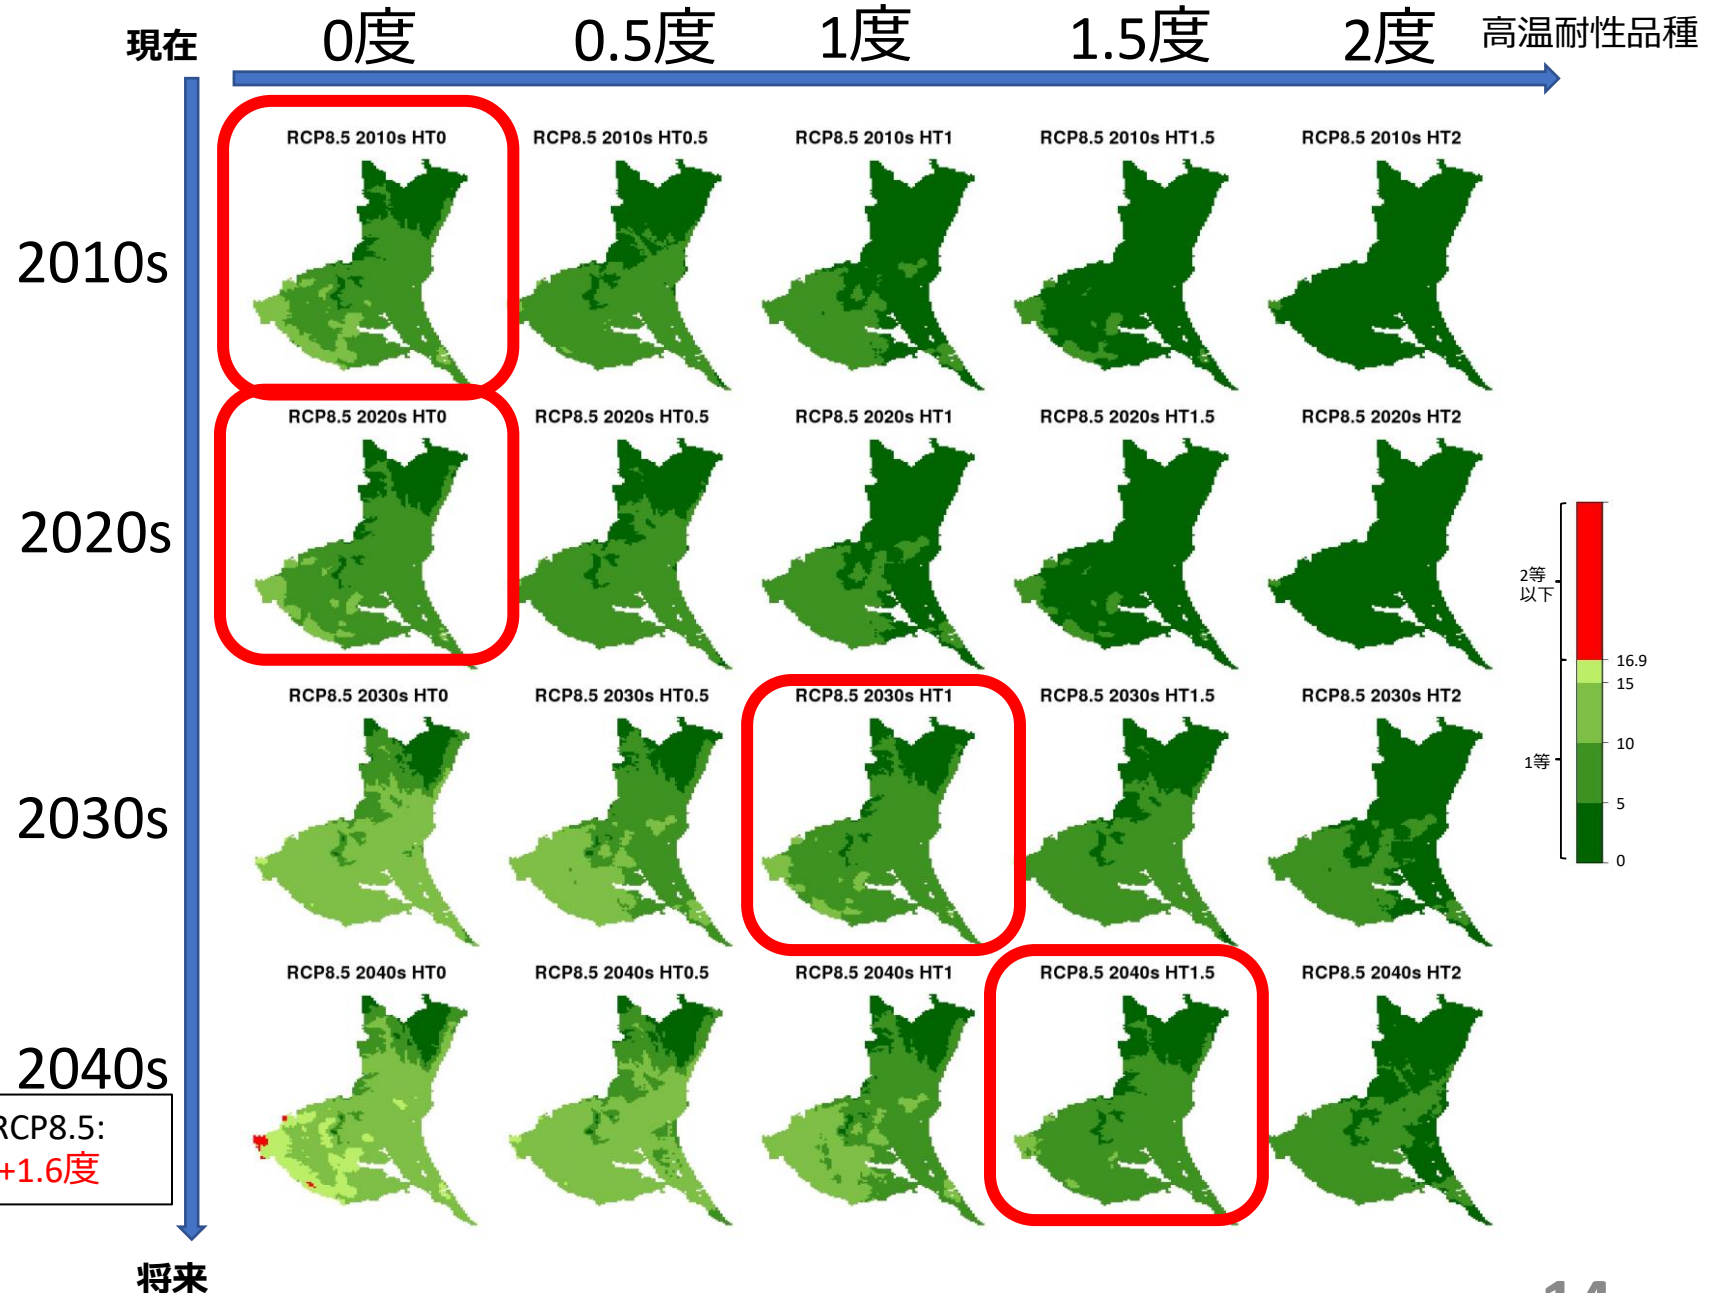 現在 0度 0.5度 1度 1.5度 2度 高温耐性品種
RCP8.5 2010s HT0 RCP8.5 2010s HT0.5 RCP8.5 2010s HT1 RCP8.5 2010s HT1.5 RCP8.5 2010s HT2
2010s
RCP8.5 2020s HT0 RCP8.5 2020s HT0.5 RCP8.5 2020s HT1 RCP8.5 2020s HT1.5 RCP8.5 2020s HT2
2020s
2等
以下
16.9
15
10
1等
5
0
RCP8.5 2030s HT0 RCP8.5 2030s HT0.5 RCP8.5 2030s HT1 RCP8.5 2030s HT1.5 RCP8.5 2030s HT2
2030s
RCP8.5 2040s HT0 RCP8.5 2040s HT0.5 RCP8.5 2040s HT1 RCP8.5 2040s HT1.5 RCP8.5 2040s HT2
2040s
RCP8.5:
+1.6度
将来
14